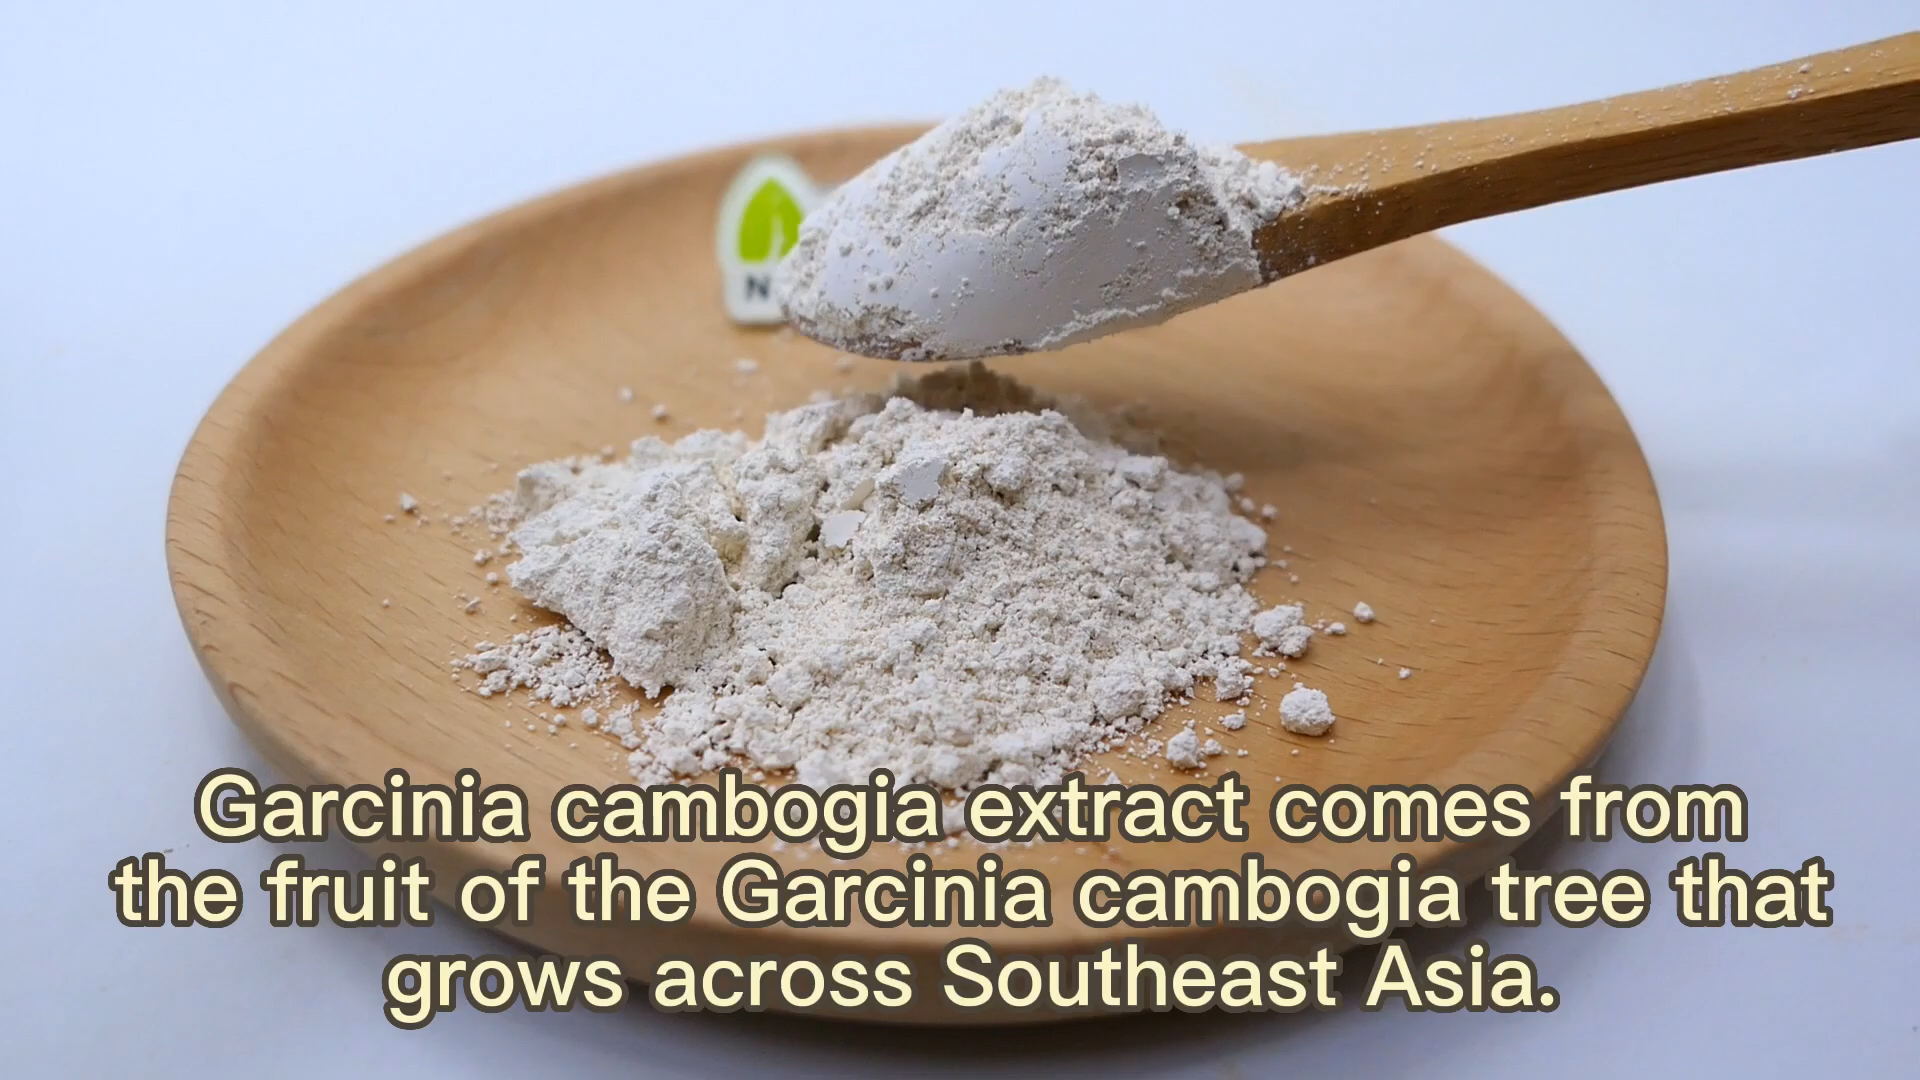 N
Garcinia cambogia extract comes from
the fruit of the Garcinia cambogia tree that
grows across Southeast Asia.